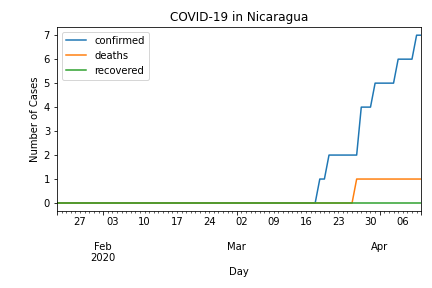 COVID-19 in Nicaragua
confirmed
deaths
recovered
Number of Cases
7
6
5
4
3
2
1
0
27 03 10 17 24 02 09 16 23 30 06
Feb Mar Apr
2020
Day